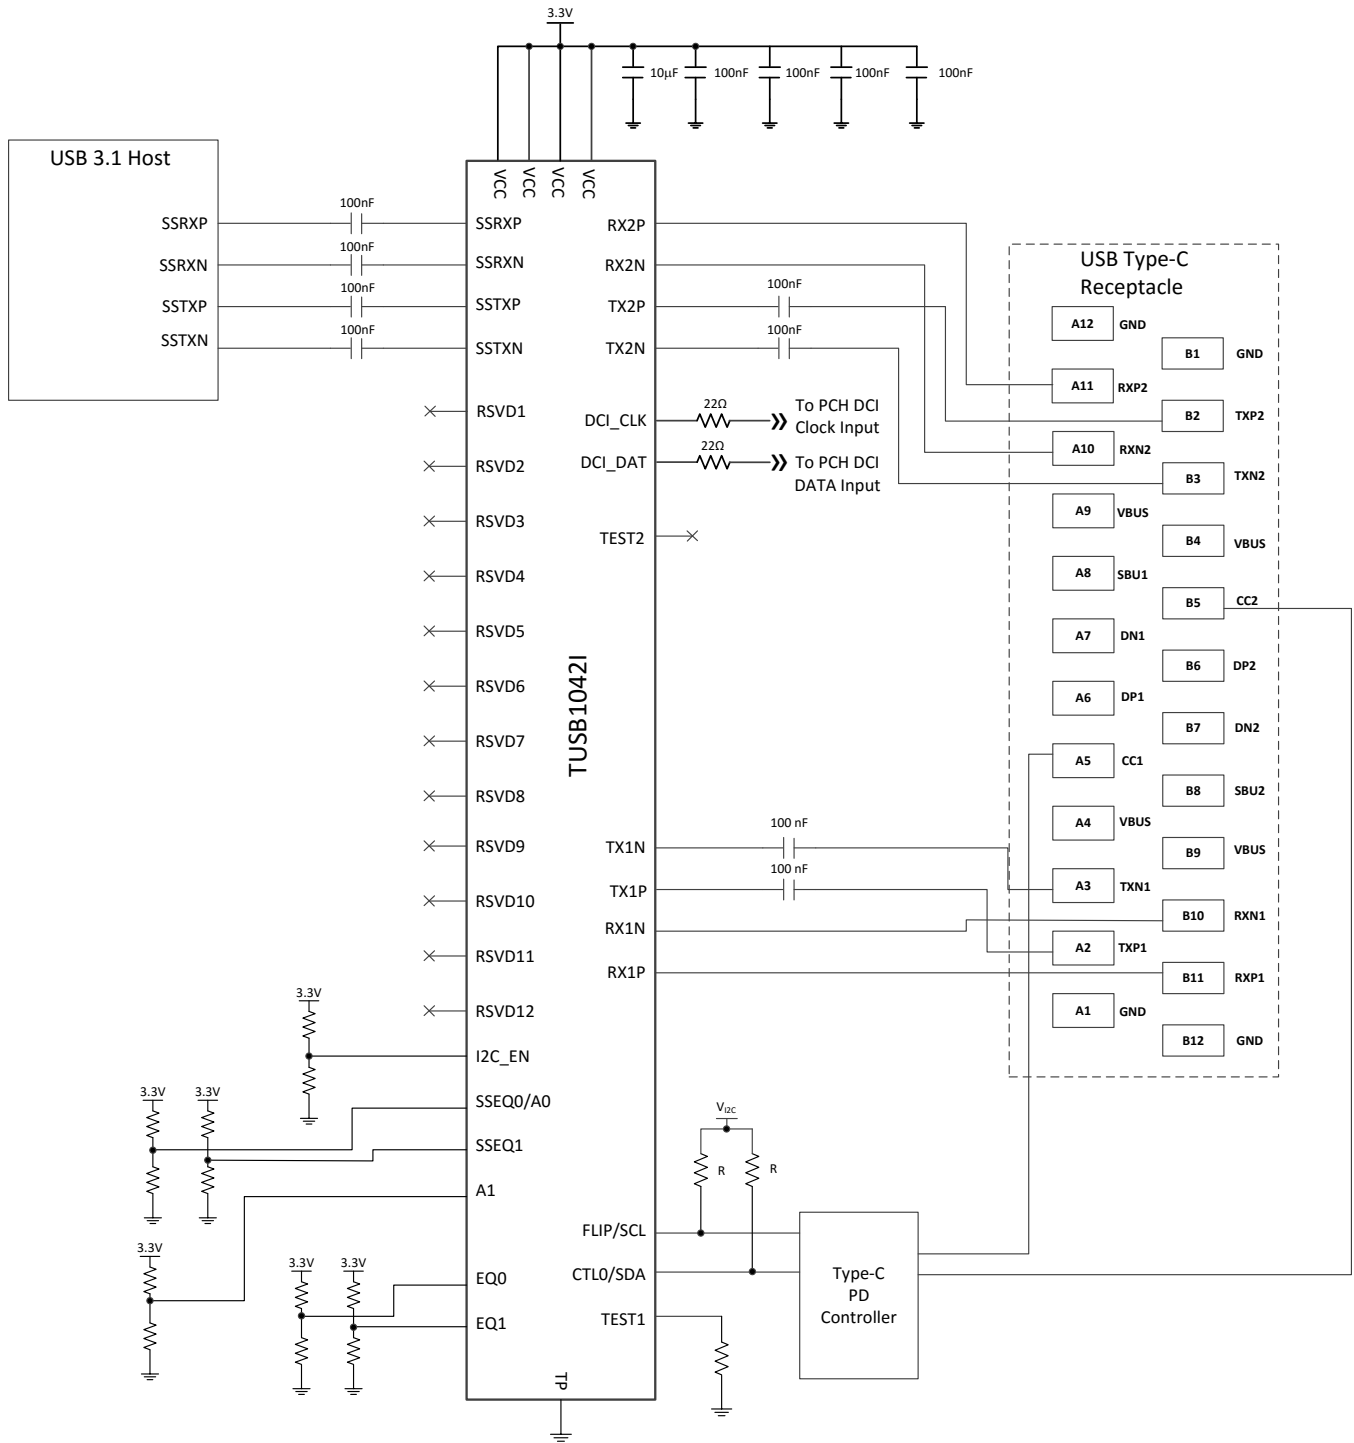 3.3V
10µF
100nF
100nF
100nF
100nF
USB 3.1 Host
SSRXP
SSRXN
SSTXP
SSTXN
100nF
100nF
100nF
100nF
VCC
VCC
VCC
VCC
SSRXP
SSRXN
SSTXP
SSTXN
RSVD1
RSVD2
RSVD3
RSVD4
RSVD5
RSVD6
RSVD7
RSVD8
RSVD9
RSVD10
RSVD11
RSVD12
I2C_EN
SSEQ0/A0
SSEQ1
A1
EQ0
EQ1
TUSB1042I
TP
3.3V
3.3V
3.3V
3.3V
3.3V
3.3V
RX2P
RX2N
TX2P
TX2N
DCI_CLK
DCI_DAT
TEST2
TX1N
TX1P
RX1N
RX1P
FLIP/SCL
CTL0/SDA
TEST1
100nF
100nF
22Ω
To PCH DCI
Clock Input
22Ω
To PCH DCI
DATA Input
100 nF
100 nF
VI2C
R
R
Type-C
PD
Controller
USB Type-C
Receptacle
A12 GND
B1 GND
A11 RXP2
B2 TXP2
A10 RXN2
B3 TXN2
A9 VBUS
B4 VBUS
A8 SBU1
B5 CC2
A7 DN1
B6 DP2
A6 DP1
B7 DN2
A5 CC1
B8 SBU2
A4 VBUS
B9 VBUS
A3 TXN1
B10 RXN1
A2 TXP1
B11 RXP1
A1 GND
B12 GND